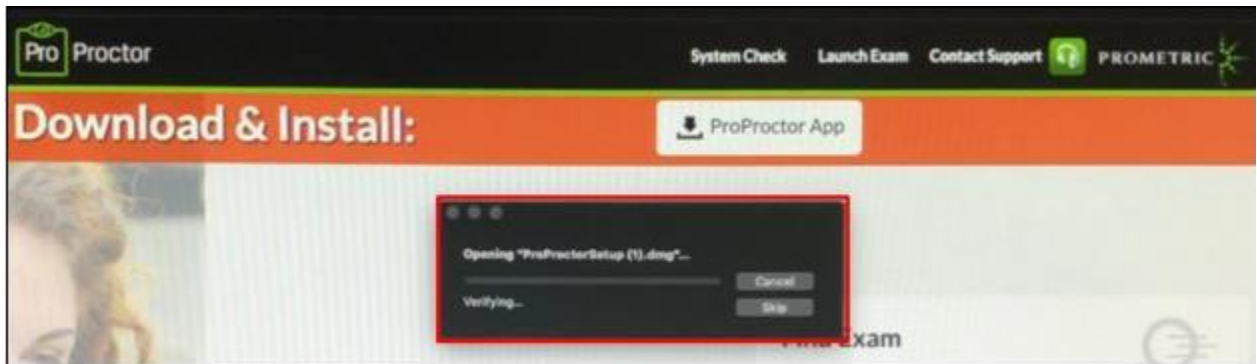 Pro Proctor
System Check Launch Exam Contact Support PROMETRIC
Download & Install:
ProProctor App
Opening "ProProctorSetup (1).dmg"...
Cancel
Verifying...
Skip
Exam